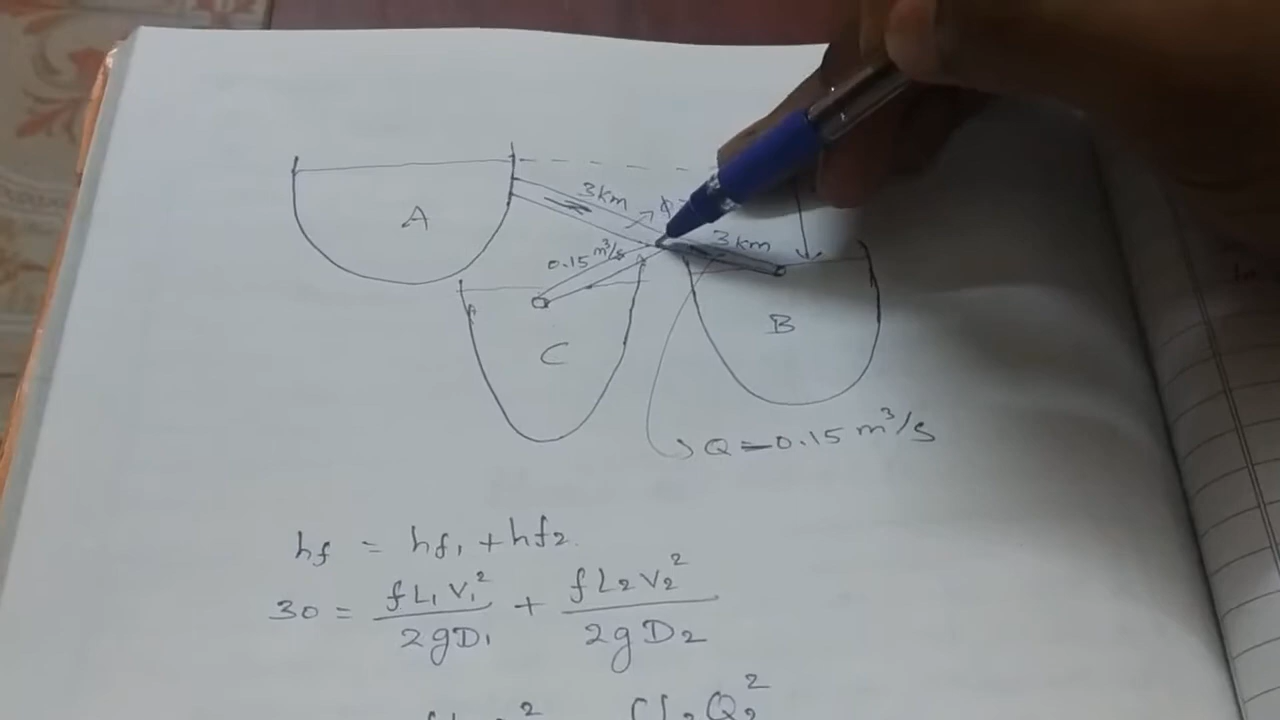 A
3km
Q
3km
0.15 m³/s
B
C
Q = 0.15 m³/s
hf = hf₁ + hf₂
30 = fL₁V₁²/2gD₁ + fL₂V₂²/2gD₂